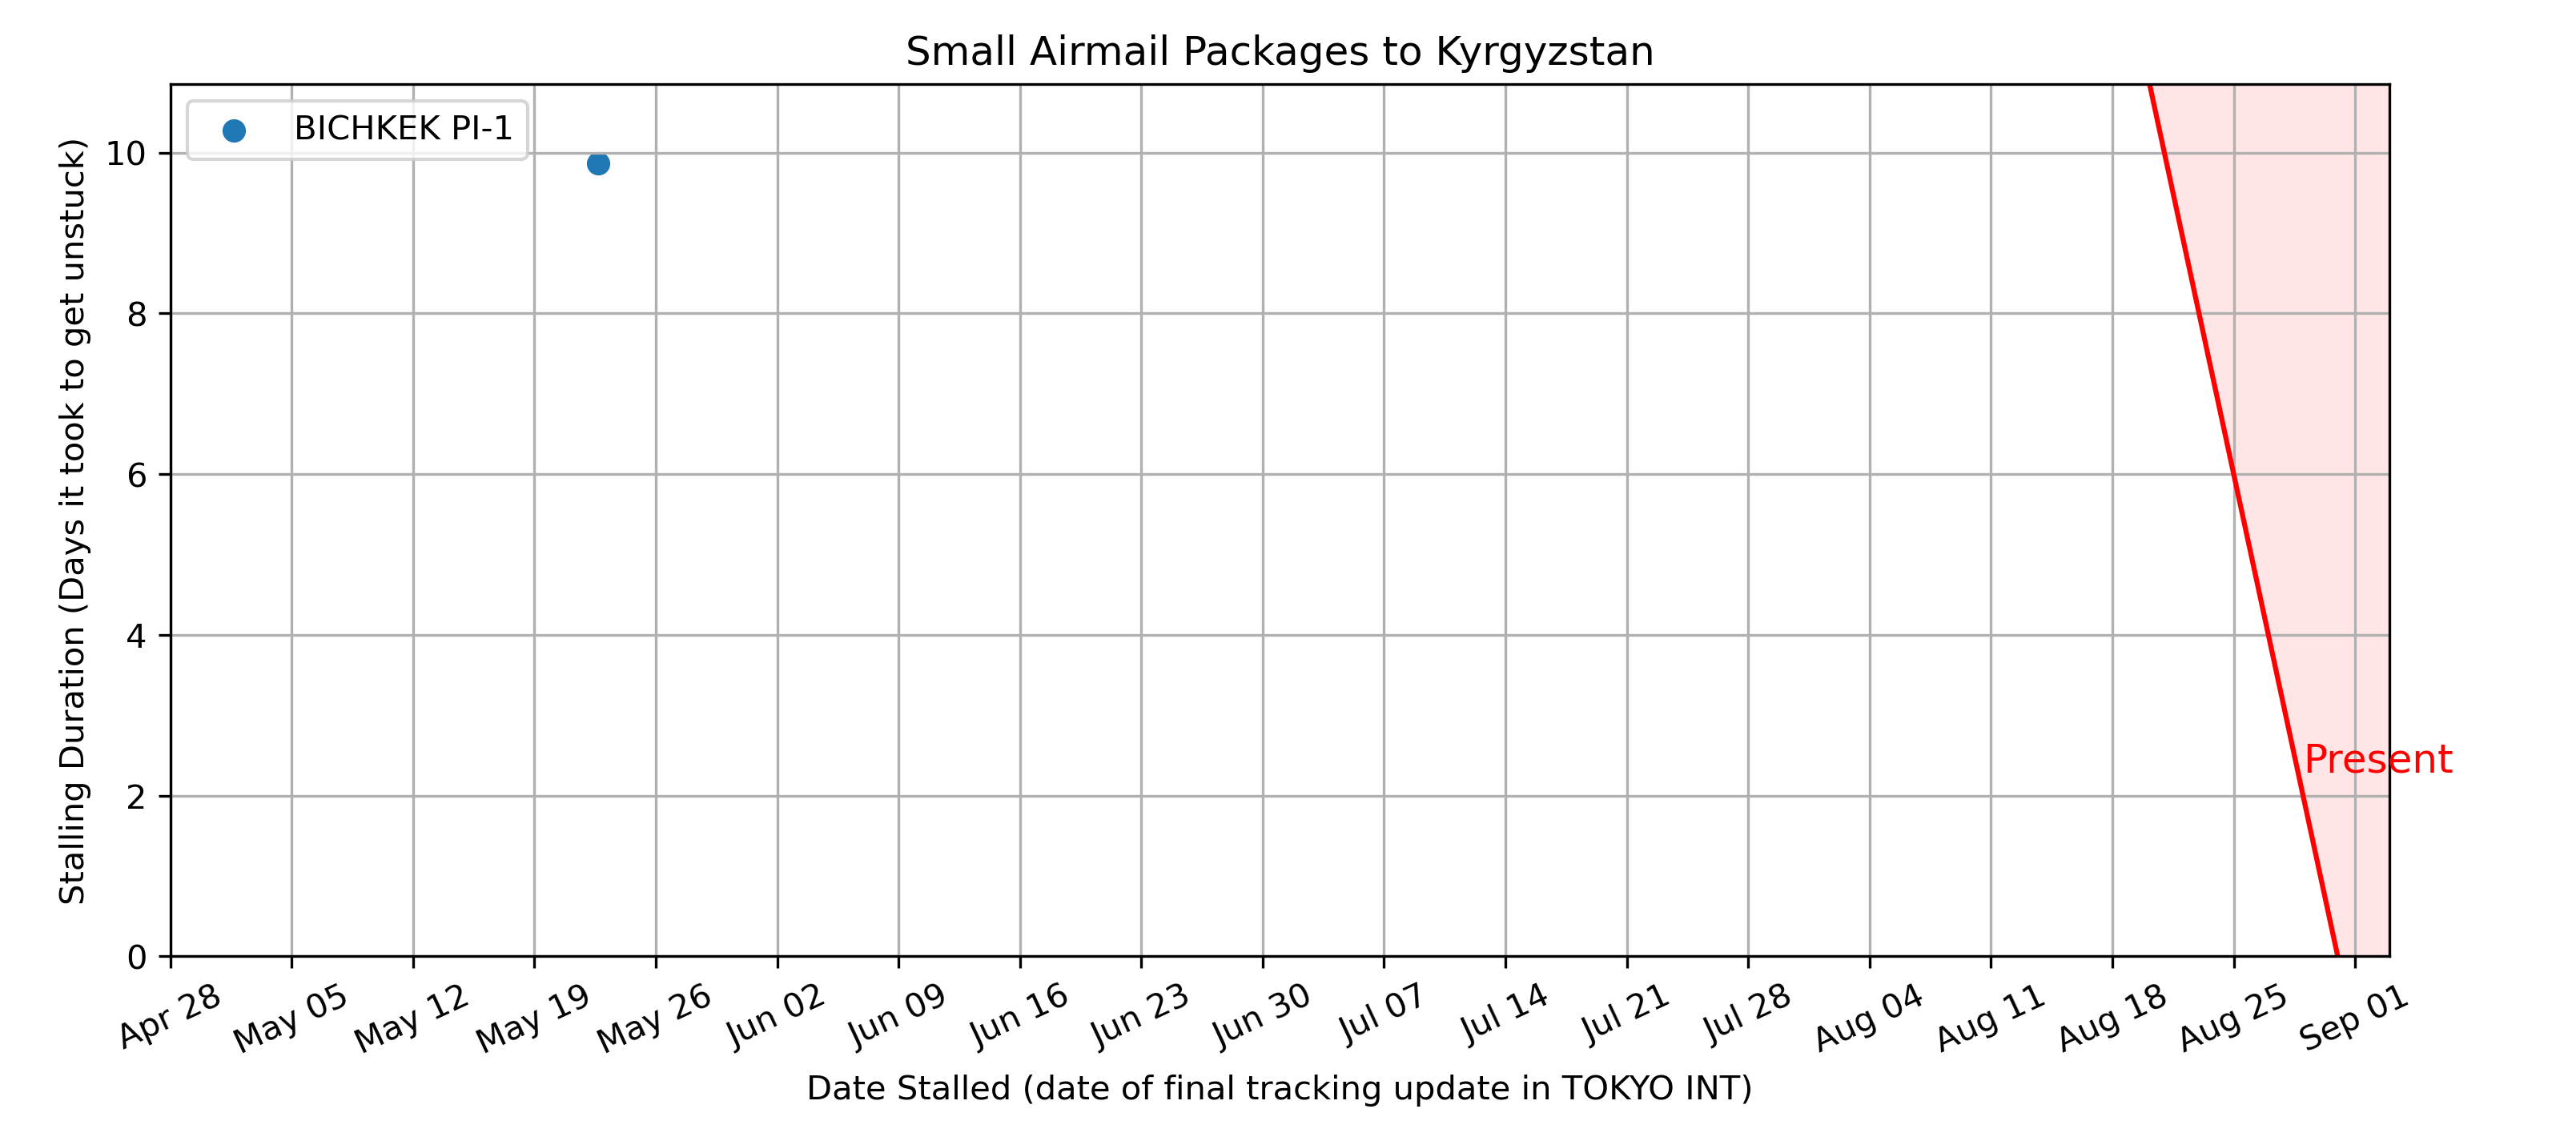 Small Airmail Packages to Kyrgyzstan
BICHKEK PI-1
Stalling Duration (Days it took to get unstuck)
10
8
6
4
2
0
Present
Apr 28
May 05
May 12
May 19
May 26
Jun 02
Jun 09
Jun 16
Jun 23
Jun 30
Jul 07
Jul 14
Jul 21
Jul 28
Aug 04
Aug 11
Aug 18
Aug 25
Sep 01
Date Stalled (date of final tracking update in TOKYO INT)